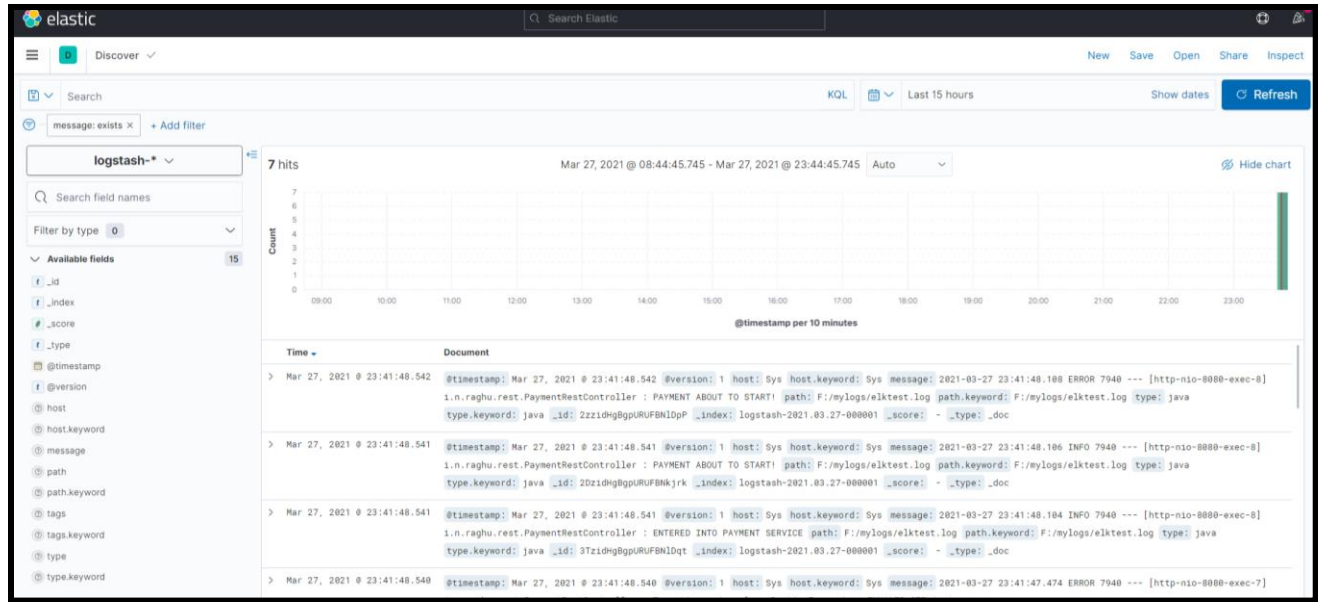 elastic
Search Elastic
D Discover
New Save Open Share Inspect
Search KQL Last 15 hours Show dates Refresh
message: exists × + Add filter
logstash-*
7 hits Mar 27, 2021 @ 08:44:45.745 - Mar 27, 2021 @ 23:44:45.745 Auto Hide chart
Search field names
Filter by type 0
Available fields 15
t _id
t _index
# _score
t _type
@timestamp
t @version
host
host.keyword
message
path
path.keyword
tags
tags.keyword
type
type.keyword
Count
7
6
5
4
3
2
1
0
09:00 10:00 11:00 12:00 13:00 14:00 15:00 16:00 17:00 18:00 19:00 20:00 21:00 22:00 23:00
@timestamp per 10 minutes
Time Document
> Mar 27, 2021 @ 23:41:48.542 @timestamp: Mar 27, 2021 @ 23:41:48.542 @version: 1 host: Sys host.keyword: Sys message: 2021-03-27 23:41:48.108 ERROR 7940 --- [http-nio-8080-exec-8]
i.n.raghu.rest.PaymentRestController : PAYMENT ABOUT TO START! path: F:/mylogs/elktest.log path.keyword: F:/mylogs/elktest.log type: java
type.keyword: java _id: 2zzidHgBgpURUFBNlDpP _index: logstash-2021.03.27-000001 _score: - _type: _doc
> Mar 27, 2021 @ 23:41:48.541 @timestamp: Mar 27, 2021 @ 23:41:48.541 @version: 1 host: Sys host.keyword: Sys message: 2021-03-27 23:41:48.106 INFO 7940 --- [http-nio-8080-exec-8]
i.n.raghu.rest.PaymentRestController : PAYMENT ABOUT TO START! path: F:/mylogs/elktest.log path.keyword: F:/mylogs/elktest.log type: java
type.keyword: java _id: 2DzidHgBgpURUFBNkjrk _index: logstash-2021.03.27-000001 _score: - _type: _doc
> Mar 27, 2021 @ 23:41:48.541 @timestamp: Mar 27, 2021 @ 23:41:48.541 @version: 1 host: Sys host.keyword: Sys message: 2021-03-27 23:41:48.104 INFO 7940 --- [http-nio-8080-exec-8]
i.n.raghu.rest.PaymentRestController : ENTERED INTO PAYMENT SERVICE path: F:/mylogs/elktest.log path.keyword: F:/mylogs/elktest.log type: java
type.keyword: java _id: 3TzidHgBgpURUFBNlDqt _index: logstash-2021.03.27-000001 _score: - _type: _doc
> Mar 27, 2021 @ 23:41:48.540 @timestamp: Mar 27, 2021 @ 23:41:48.540 @version: 1 host: Sys host.keyword: Sys message: 2021-03-27 23:41:47.474 ERROR 7940 --- [http-nio-8080-exec-7]